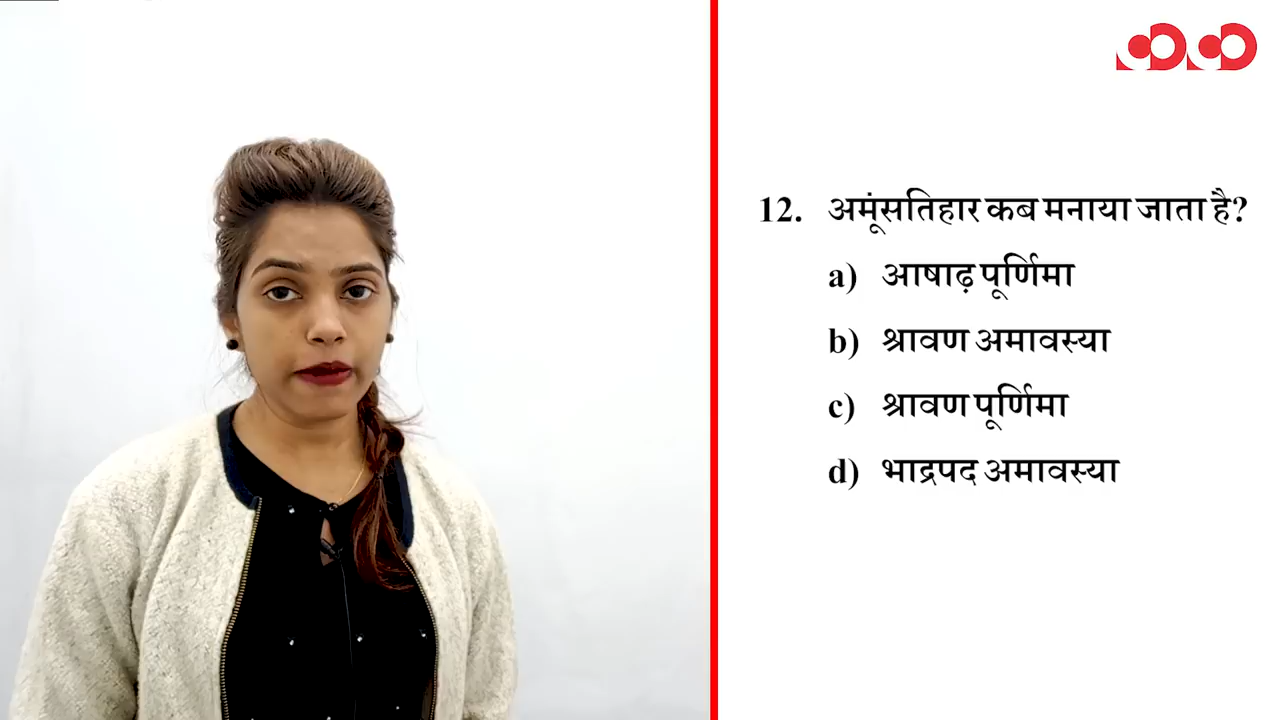 12. अमूंसतिहार कब मनाया जाता है?
a) आषाढ़ पूर्णिमा
b) श्रावण अमावस्या
c) श्रावण पूर्णिमा
d) भाद्रपद अमावस्या